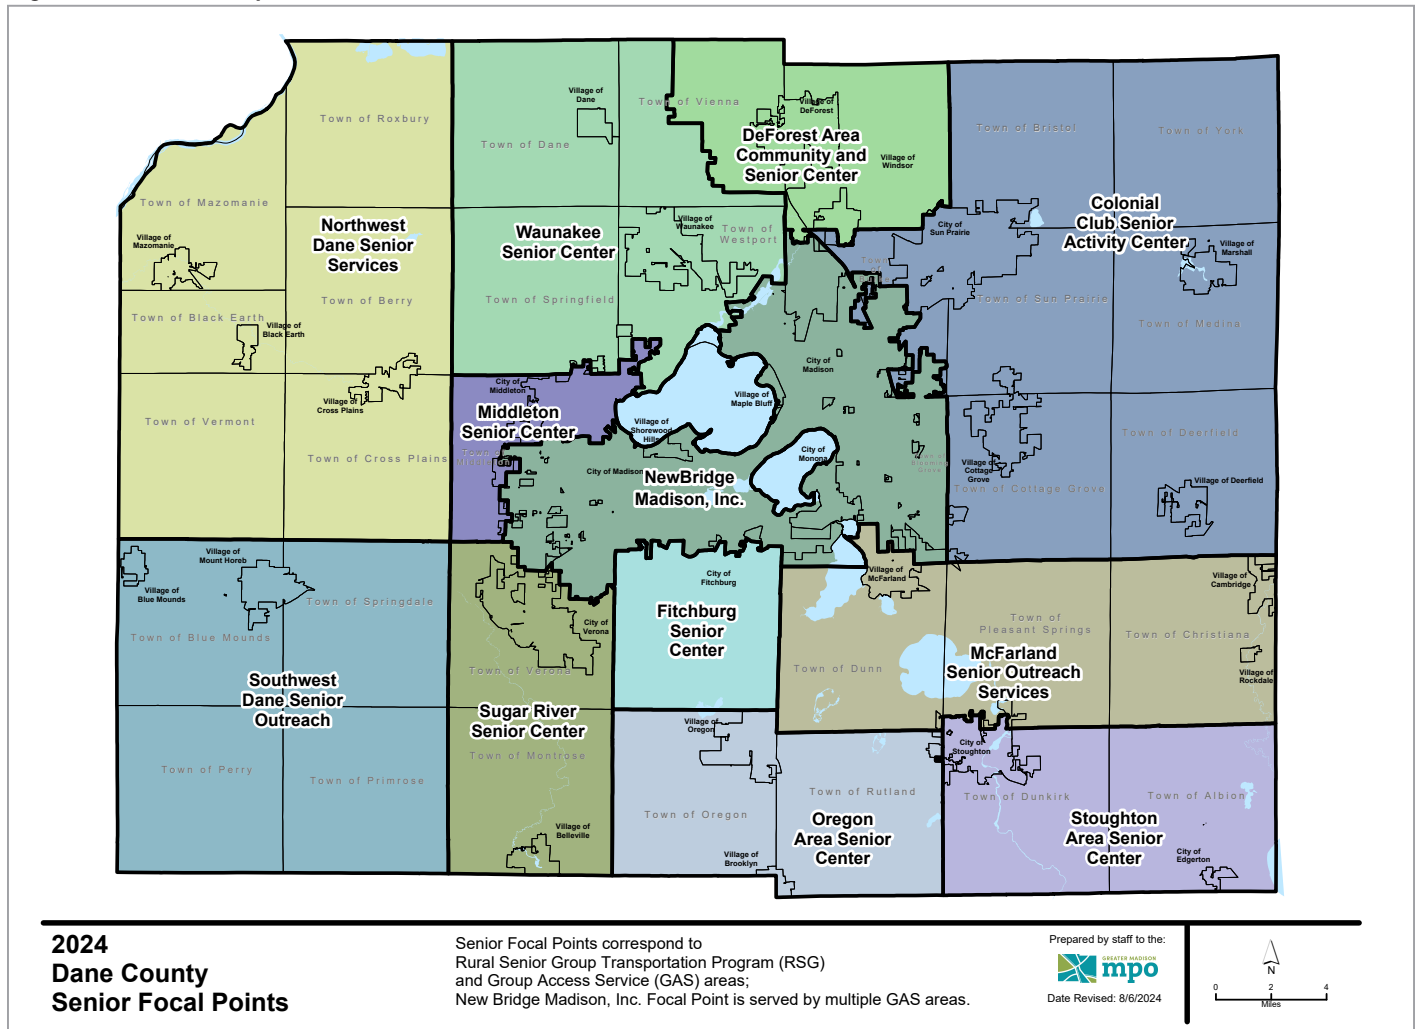 Town of Roxbury
Village of
Dane
Town of Dane
Town of Vienna
Village of
DeForest
DeForest Area
Community and
Senior Center
Village of
Windsor
Town of Bristol
Town of York
Town of Mazomanie
Village of
Mazomanie
Northwest
Dane Senior
Services
Waunakee
Senior Center
Village of
Waunakee
Town of
Westport
City of
Sun Prairie
Colonial
Club Senior
Activity Center
Village of
Marshall
Town of Berry
Town of Springfield
Town of Sun Prairie
Town of Black Earth
Village of
Black Earth
Town of Medina
City of
Madison
City of
Middleton
Village of
Cross Plains
Middleton
Senior Center
Village of
Maple Bluff
Village of
Shorewood
Hills
Town of Vermont
Town of Cross Plains
Town of
Middleton
City of
Monona
City of Madison
NewBridge
Madison, Inc.
Town of
Blooming
Grove
Village of
Cottage
Grove
Town of Deerfield
Town of Cottage Grove
Village of Deerfield
Village of
Mount Horeb
Village of
Blue Mounds
Town of Springdale
Town of Blue Mounds
City of
Fitchburg
Fitchburg
Senior
Center
City of
Verona
Town of Verona
Village of
McFarland
Village of
Cambridge
Town of
Pleasant Springs
Town of Christiana
Town of Dunn
McFarland
Senior Outreach
Services
Village of
Rockdale
Southwest
Dane Senior
Outreach
Sugar River
Senior Center
Village of
Oregon
City of
Stoughton
Town of Montrose
Town of Perry
Town of Primrose
Town of Rutland
Town of Dunkirk
Town of Albion
Town of Oregon
Oregon
Area Senior
Center
Stoughton
Area Senior
Center
Village of
Belleville
Village of
Brooklyn
City of
Edgerton
2024
Dane County
Senior Focal Points
Senior Focal Points correspond to
Rural Senior Group Transportation Program (RSG)
and Group Access Service (GAS) areas;
New Bridge Madison, Inc. Focal Point is served by multiple GAS areas.
Prepared by staff to the:
GREATER MADISON
mpo
Date Revised: 8/6/2024
N
0 2 4
Miles